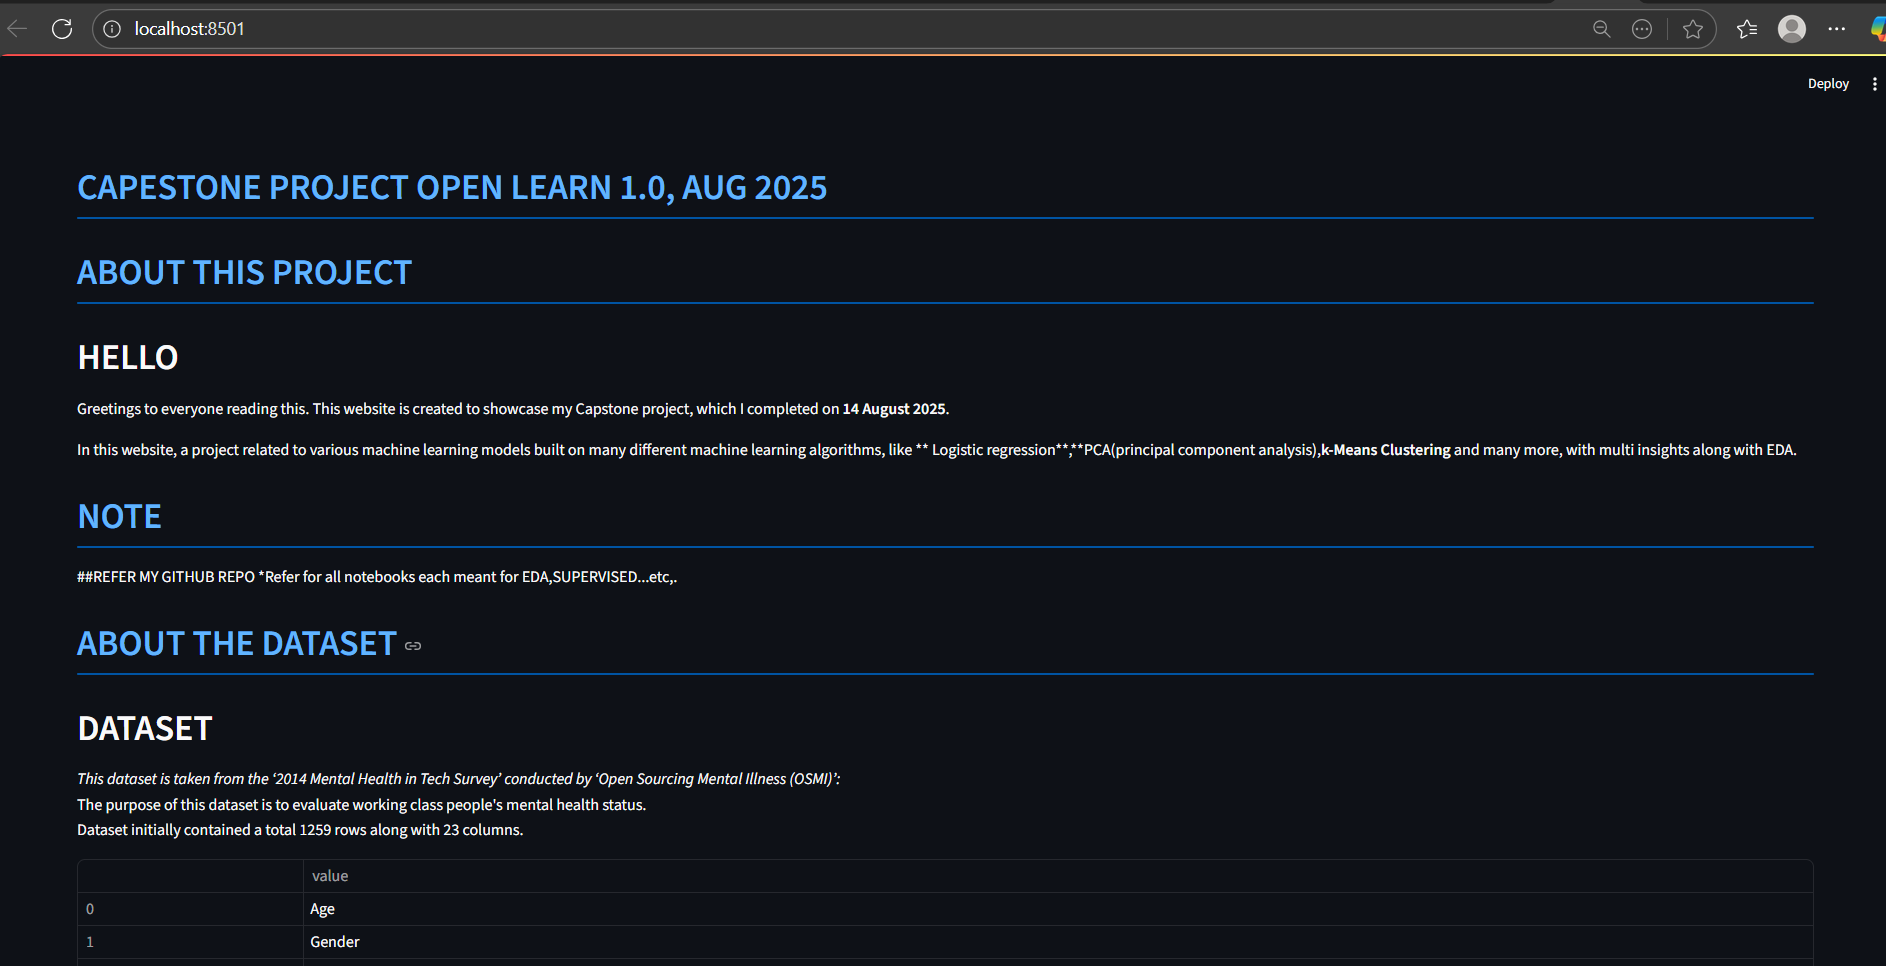 localhost:8501
Deploy
CAPESTONE PROJECT OPEN LEARN 1.0, AUG 2025
ABOUT THIS PROJECT
HELLO
Greetings to everyone reading this. This website is created to showcase my Capstone project, which I completed on 14 August 2025.
In this website, a project related to various machine learning models built on many different machine learning algorithms, like ** Logistic regression**,**PCA(principal component analysis),k-Means Clustering and many more, with multi insights along with EDA.
NOTE
##REFER MY GITHUB REPO *Refer for all notebooks each meant for EDA,SUPERVISED...etc,.
ABOUT THE DATASET
DATASET
This dataset is taken from the ‘2014 Mental Health in Tech Survey’ conducted by ‘Open Sourcing Mental Illness (OSMI)’:
The purpose of this dataset is to evaluate working class people's mental health status.
Dataset initially contained a total 1259 rows along with 23 columns.
value
0 Age
1 Gender